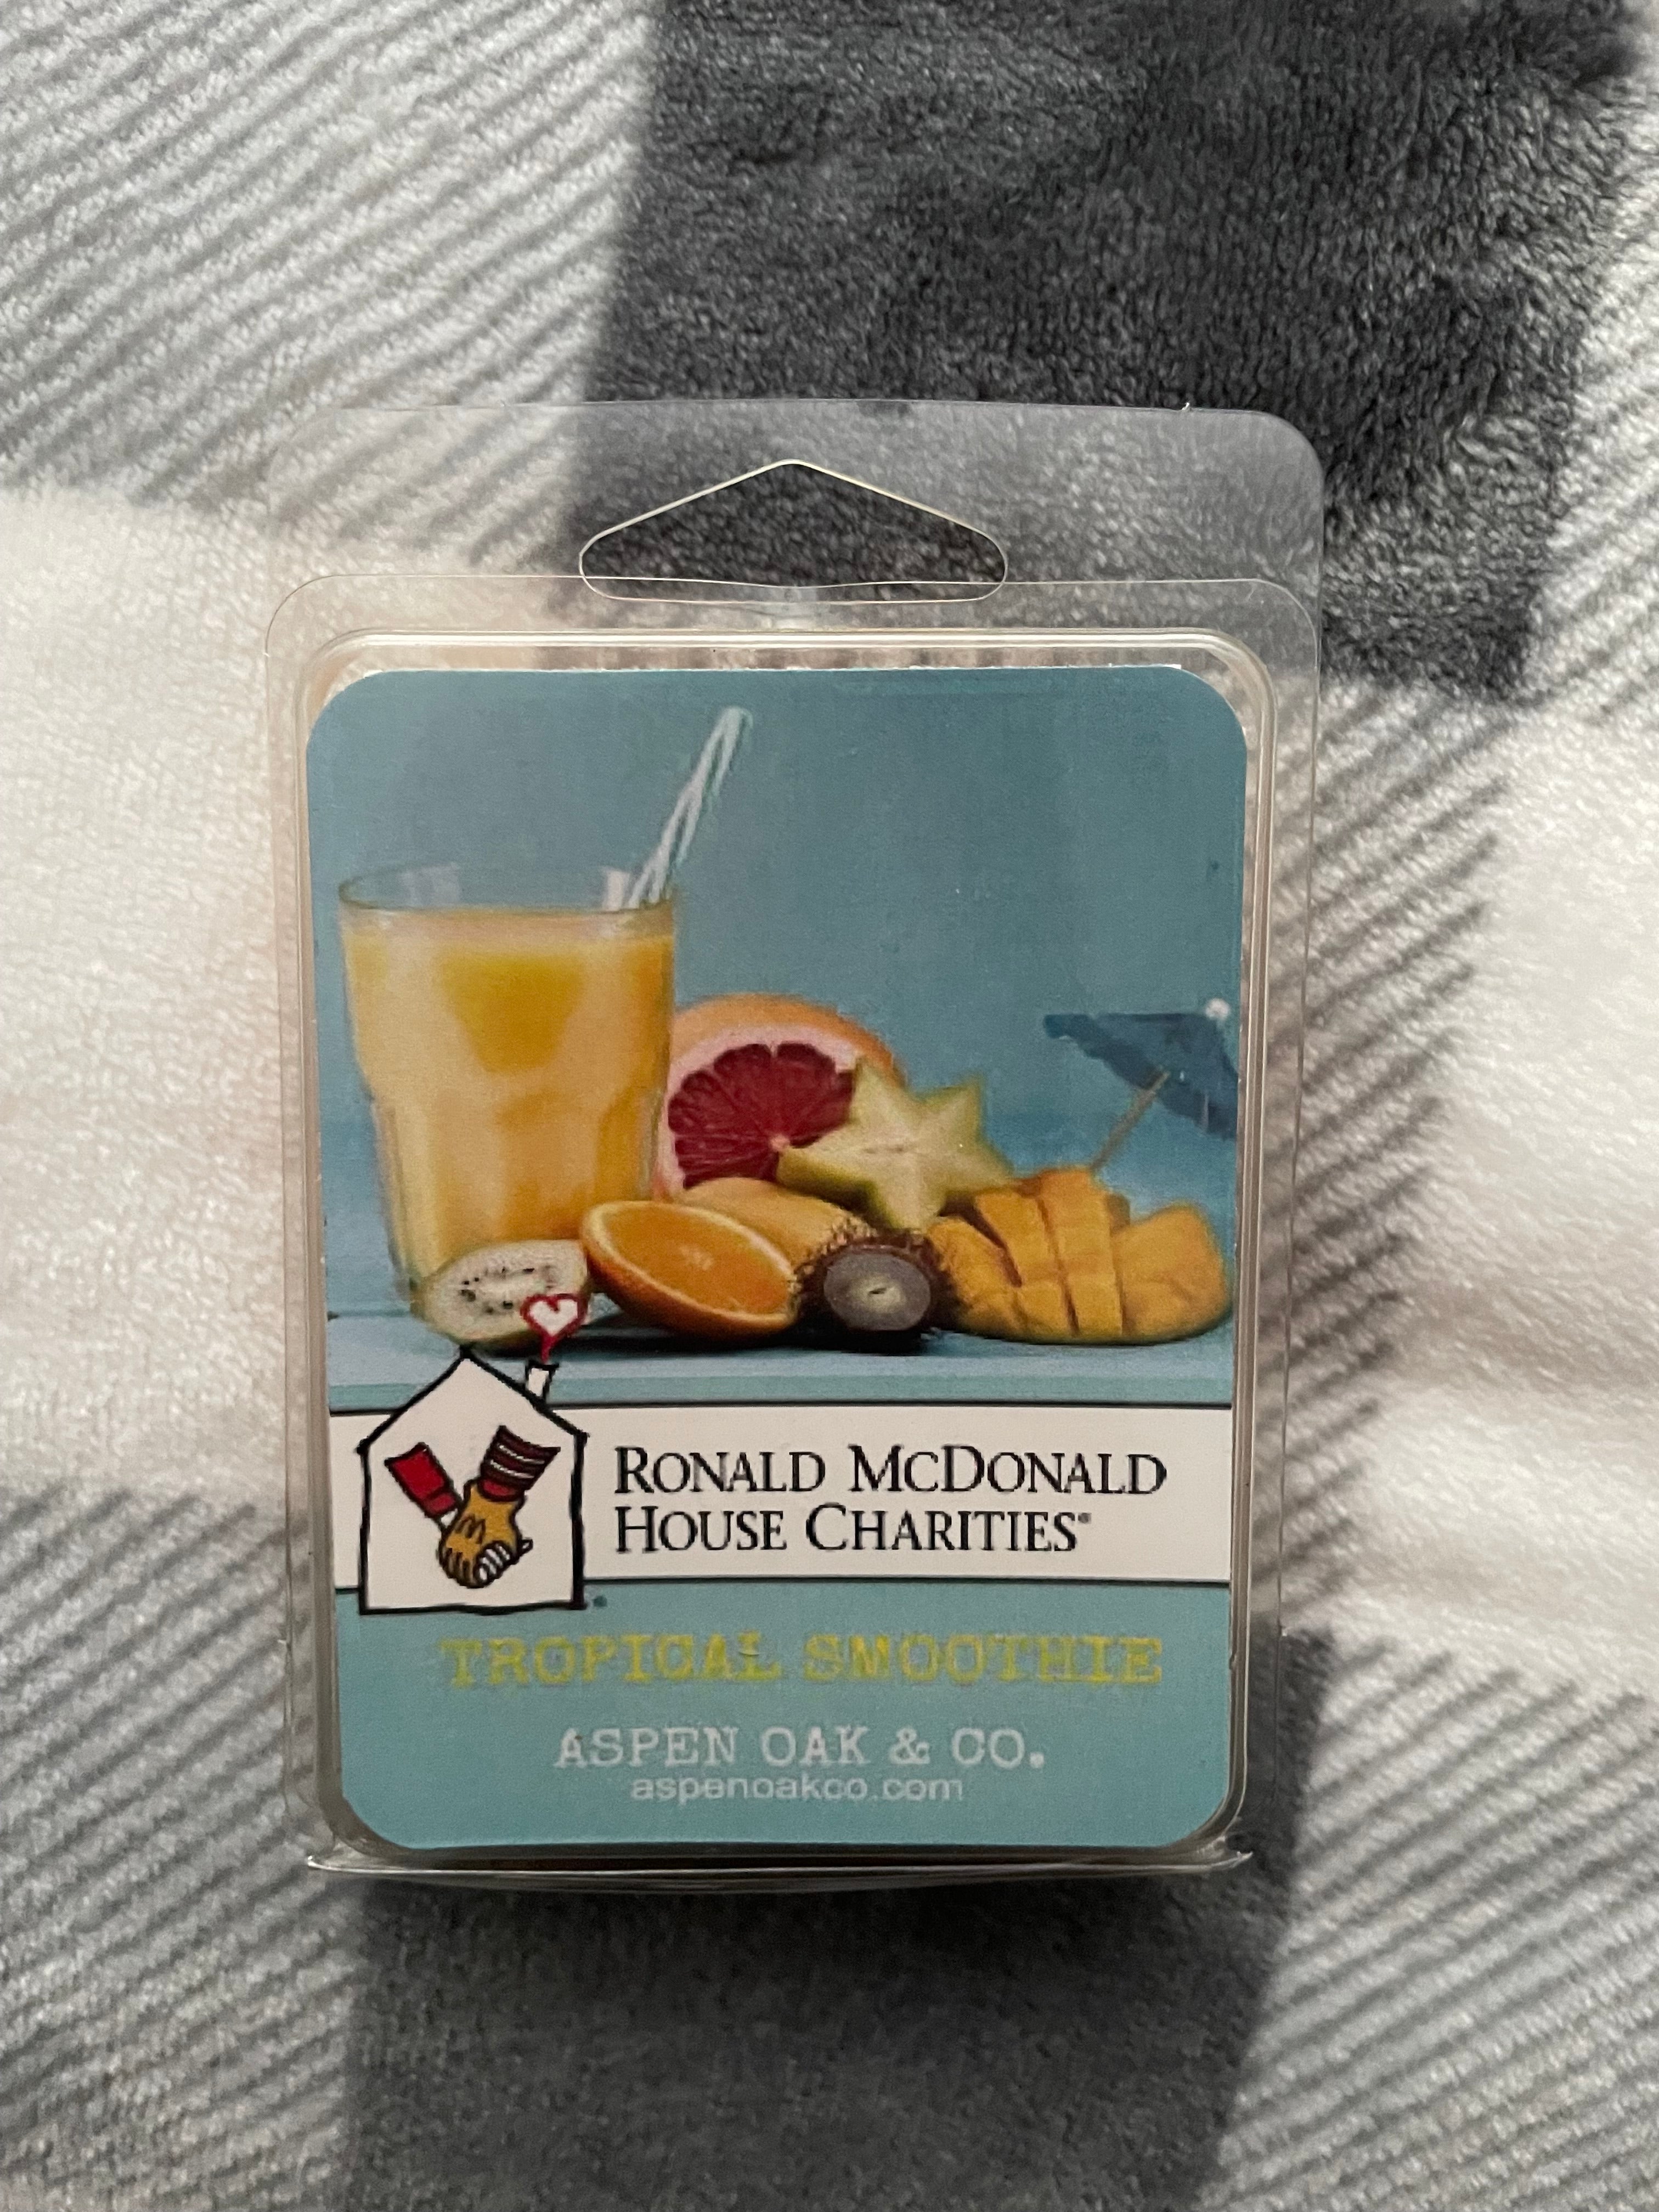 RONALD MCDONALD
HOUSE CHARITIES®
TROPICAL SMOOTHIE
ASPEN OAK & CO.
aspenoakco.com